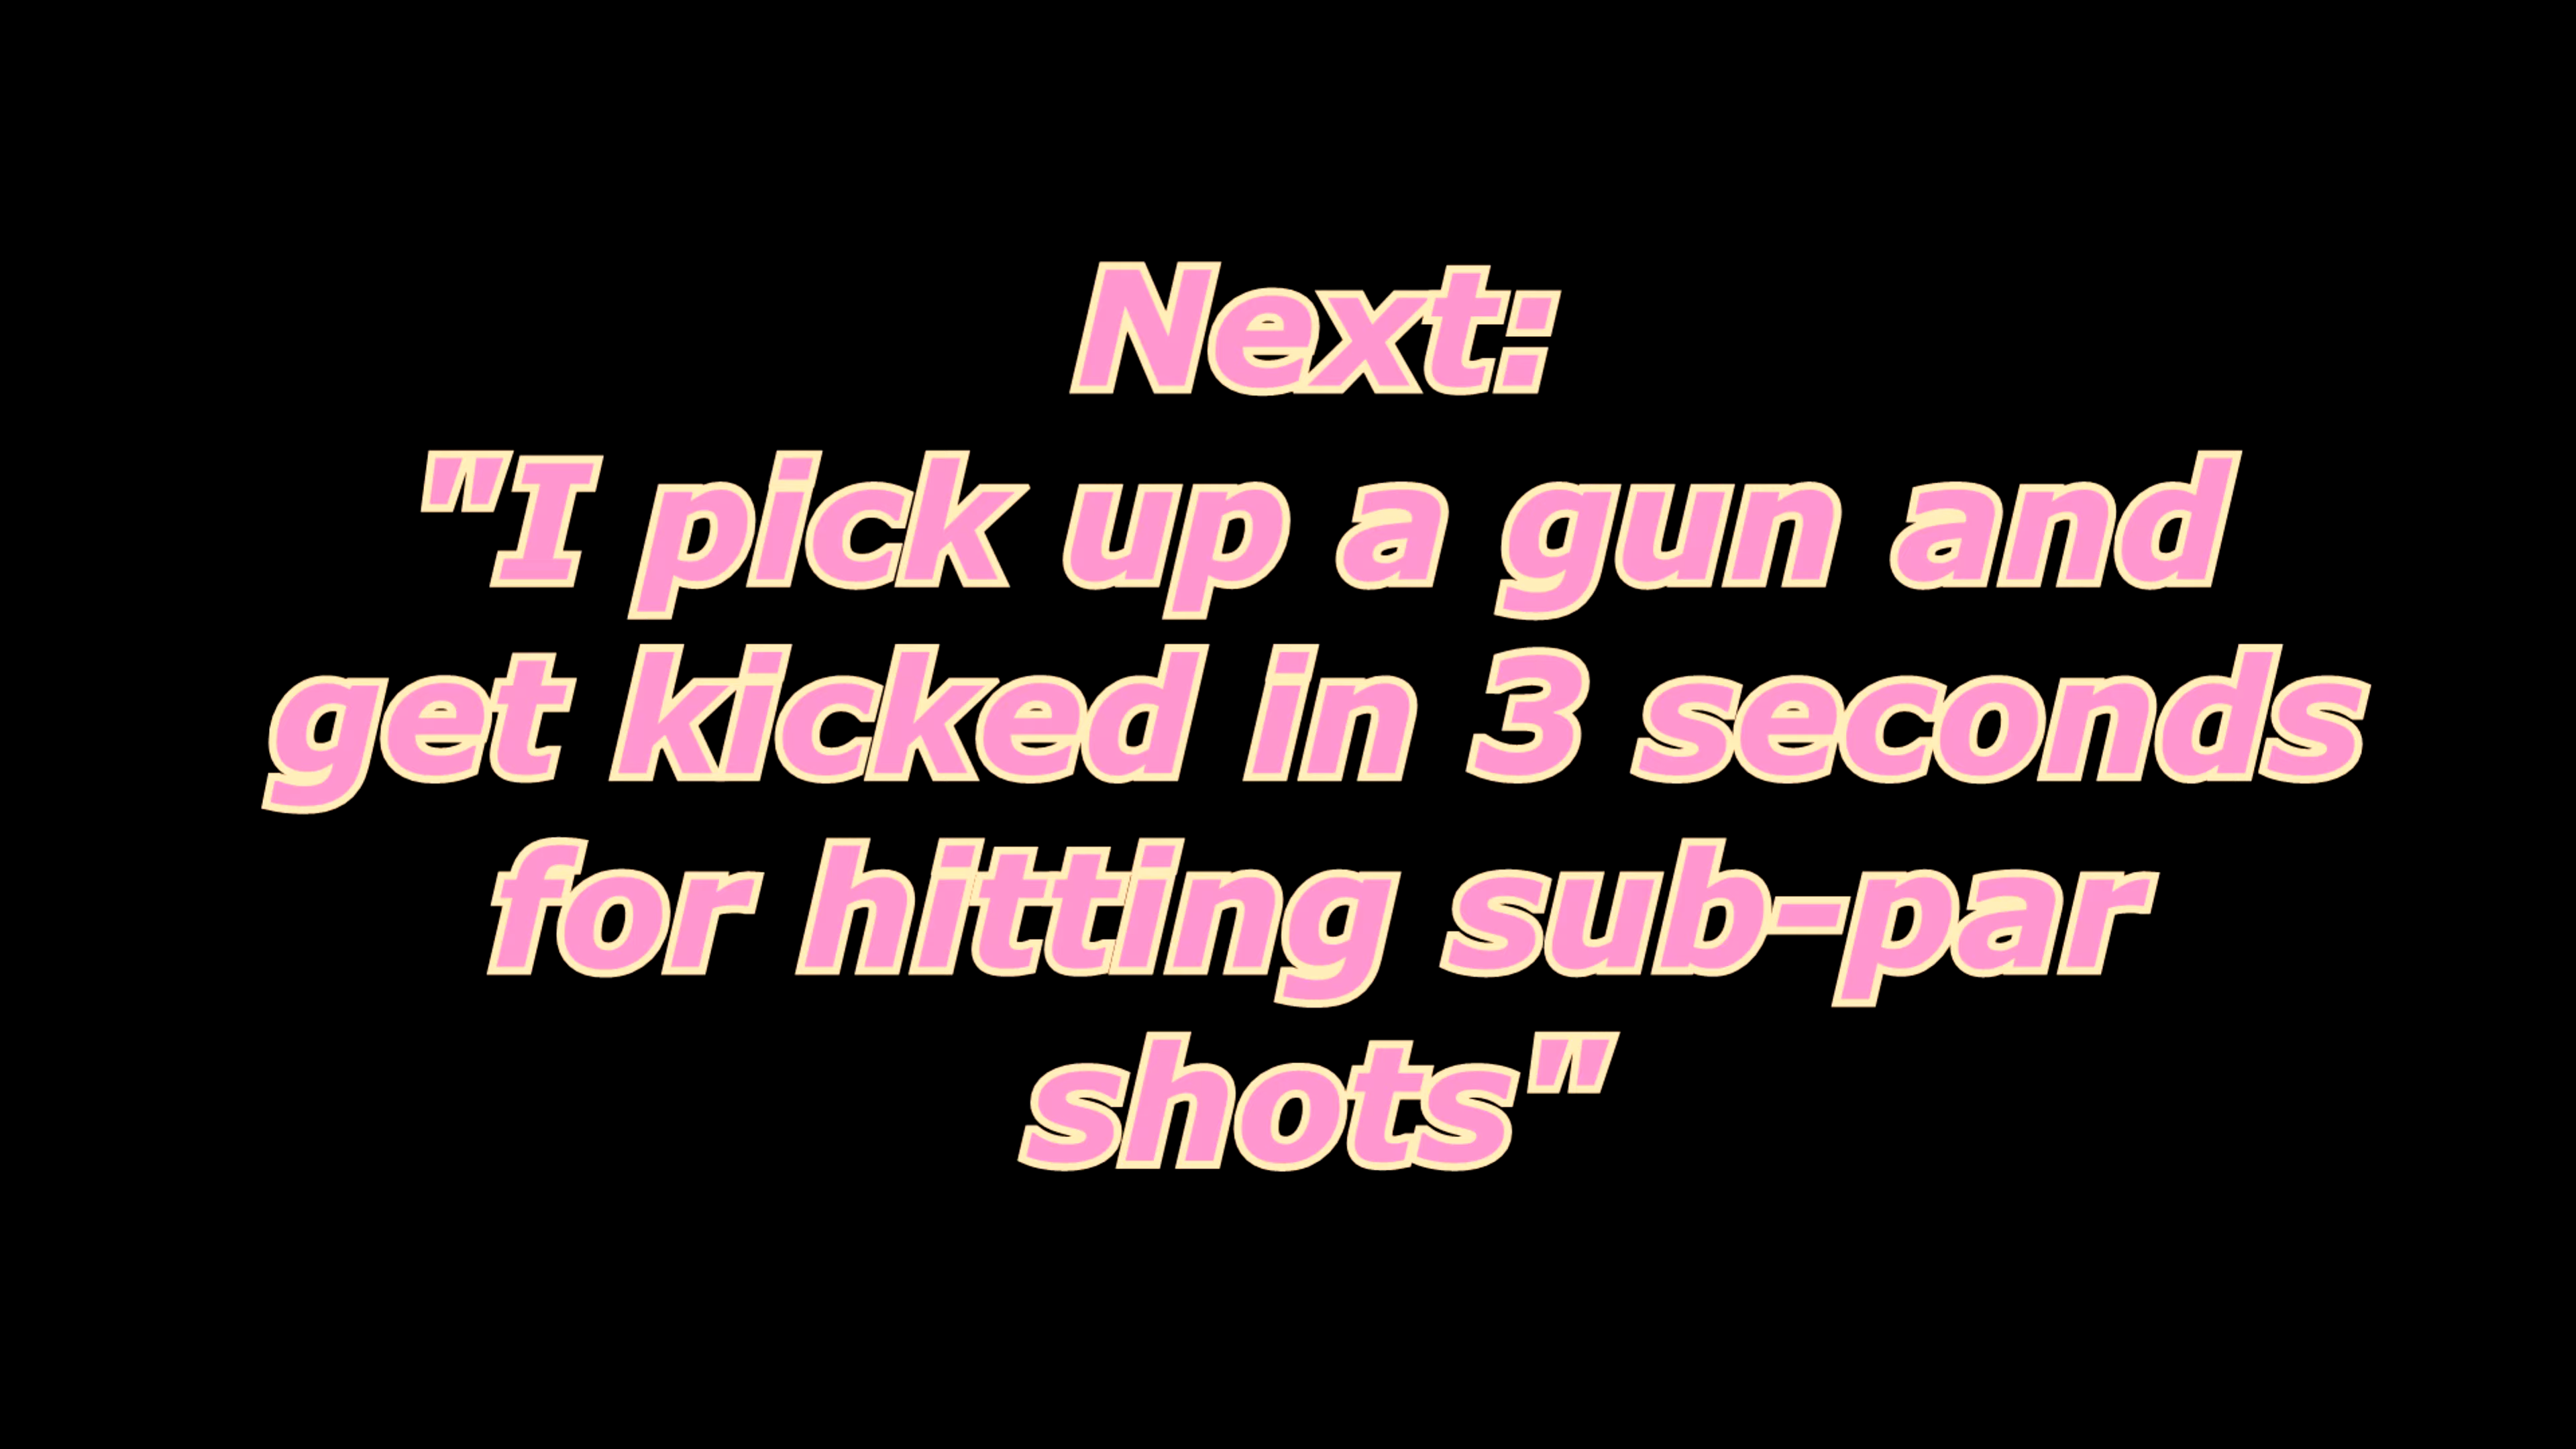 Next:
"I pick up a gun and
get kicked in 3 seconds
for hitting sub-par
shots"